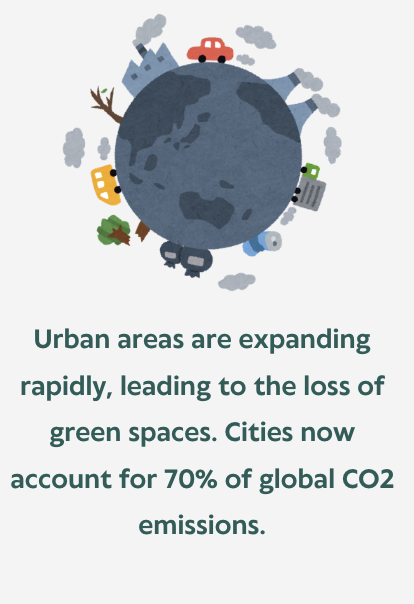 Urban areas are expanding
rapidly, leading to the loss of
green spaces. Cities now
account for 70% of global CO2
emissions.